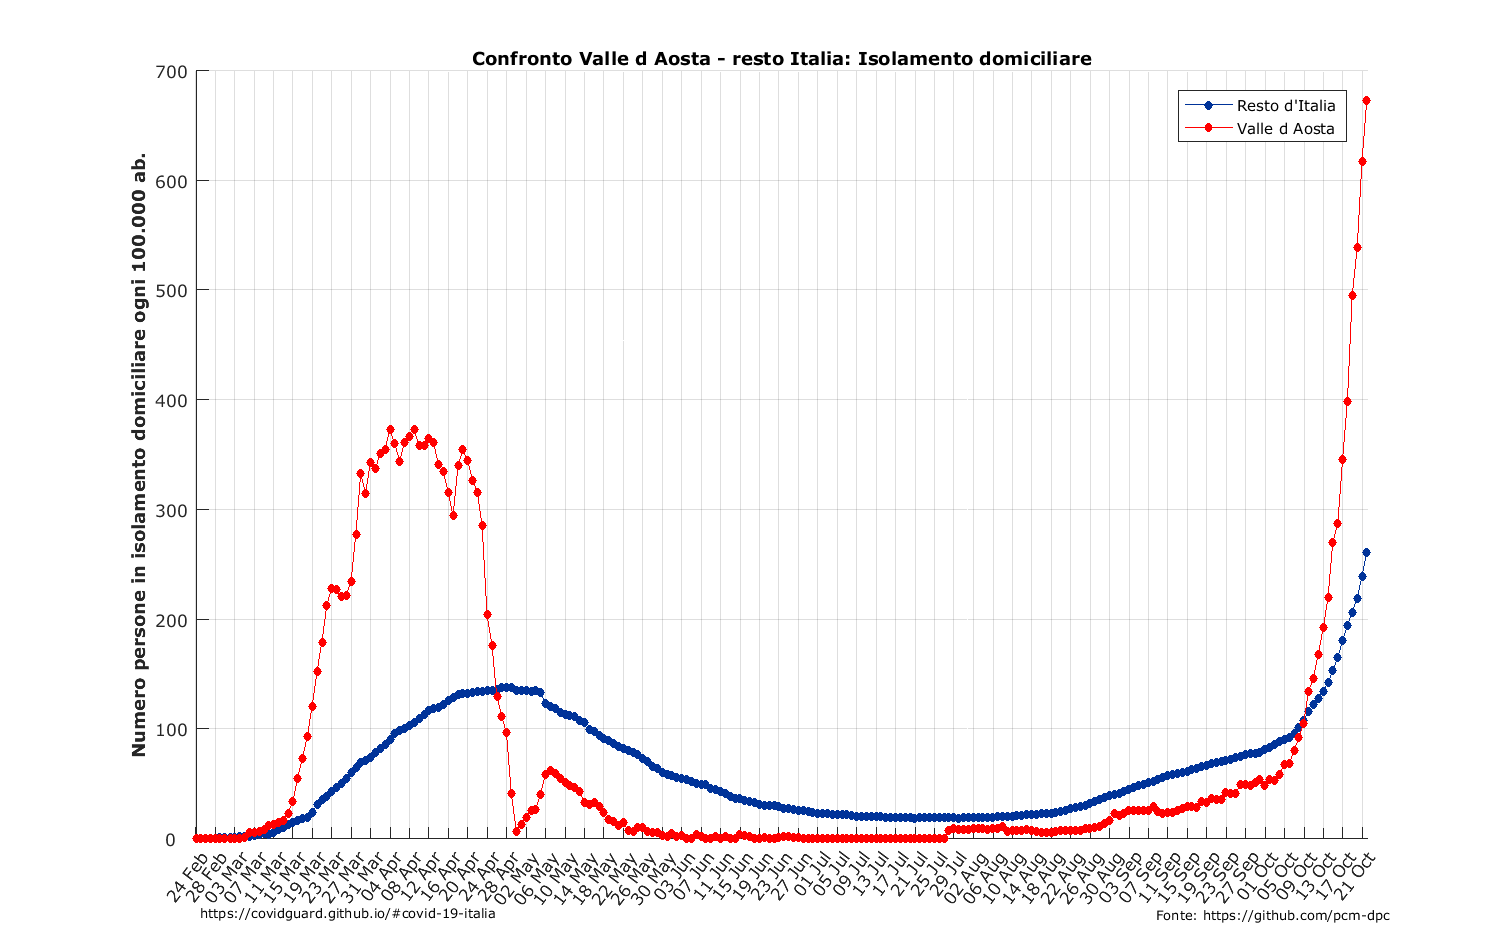 Confronto Valle d Aosta - resto Italia: Isolamento domiciliare
Numero persone in isolamento domiciliare ogni 100.000 ab.
700
600
500
400
300
200
100
0
Resto d'Italia
Valle d Aosta
24 Feb
28 Feb
03 Mar
07 Mar
11 Mar
15 Mar
19 Mar
23 Mar
27 Mar
31 Mar
04 Apr
08 Apr
12 Apr
16 Apr
20 Apr
24 Apr
28 Apr
02 May
06 May
10 May
14 May
18 May
22 May
26 May
30 May
03 Jun
07 Jun
11 Jun
15 Jun
19 Jun
23 Jun
27 Jun
01 Jul
05 Jul
09 Jul
13 Jul
17 Jul
21 Jul
25 Jul
29 Jul
02 Aug
06 Aug
10 Aug
14 Aug
18 Aug
22 Aug
26 Aug
30 Aug
03 Sep
07 Sep
11 Sep
15 Sep
19 Sep
23 Sep
27 Sep
01 Oct
05 Oct
09 Oct
13 Oct
17 Oct
21 Oct
https://covidguard.github.io/#covid-19-italia
Fonte: https://github.com/pcm-dpc